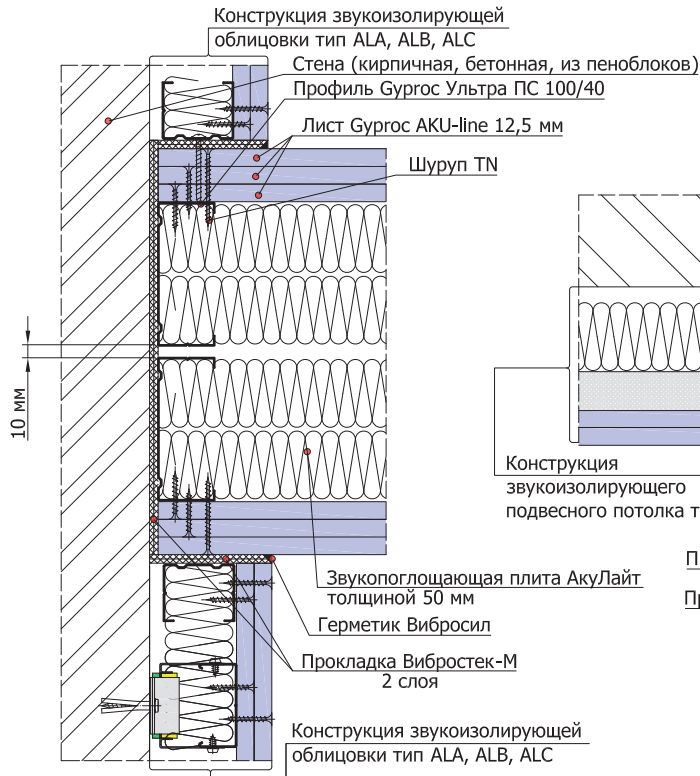 Конструкция звукоизолирующей
облицовки тип ALA, ALB, ALC
Стена (кирпичная, бетонная, из пеноблоков)
Профиль Gyproc Ультра ПС 100/40
Лист Gyproc AKU-line 12,5 мм
Шуруп TN
10 мм
Конструкция
звукоизолирующего
подвесного потолка т
П
Пр
Звукопоглощающая плита АкуЛайт
толщиной 50 мм
Герметик Вибросил
Прокладка Вибростек-М
2 слоя
Конструкция звукоизолирующей
облицовки тип ALA, ALB, ALC